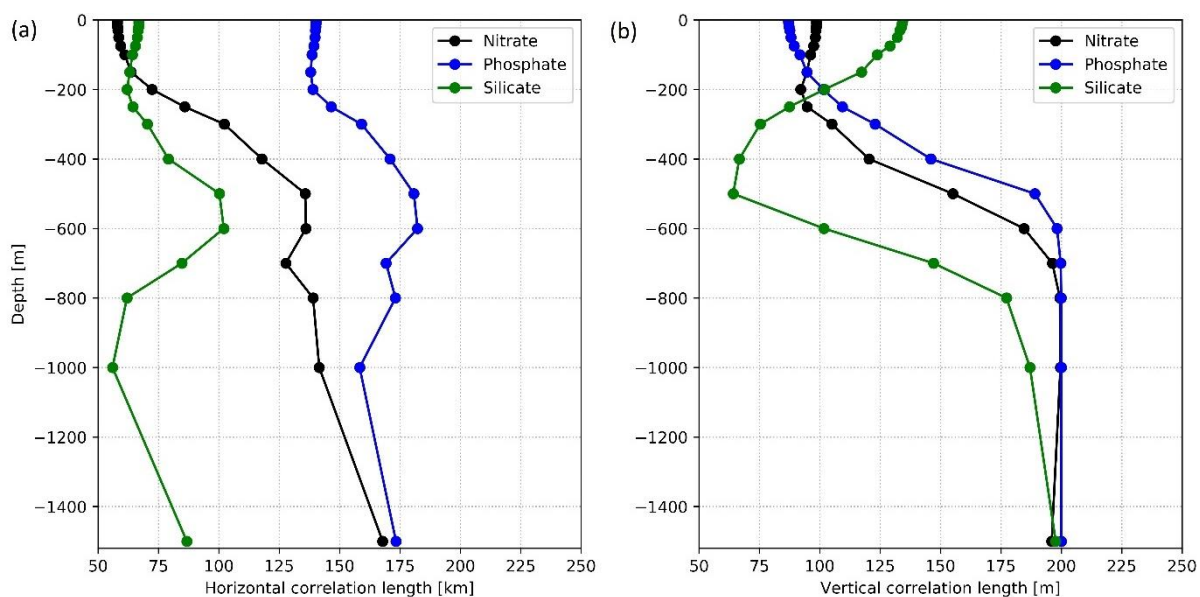 (a)
Depth [m]
0
−200
−400
−600
−800
−1000
−1200
−1400
Nitrate
Phosphate
Silicate
50 75 100 125 150 175 200 225 250
Horizontal correlation length [km]
(b)
0
−200
−400
−600
−800
−1000
−1200
−1400
Nitrate
Phosphate
Silicate
50 75 100 125 150 175 200 225 250
Vertical correlation length [m]